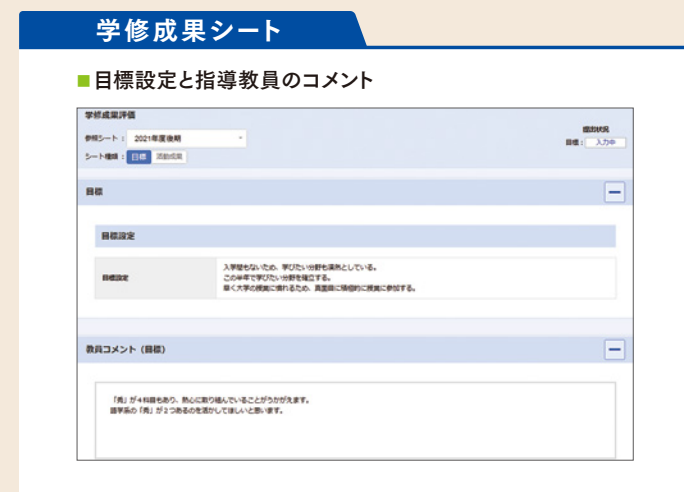 学修成果シート
■目標設定と指導教員のコメント
学修成果評価
参照シート： 2021年度後期
提出状況
目標： 入力中
シート種類： 目標 活動成果
目標
目標設定
目標設定
入学間もないため、学びたい分野も漠然としている。
この半年で学びたい分野を確立する。
早く大学の授業に慣れるため、真面目に積極的に授業に参加する。
教員コメント（目標）
「秀」が4科目もあり、熱心に取り組んでいることがうかがえます。
語学系の「秀」が２つあるのを活かしてほしいと思います。